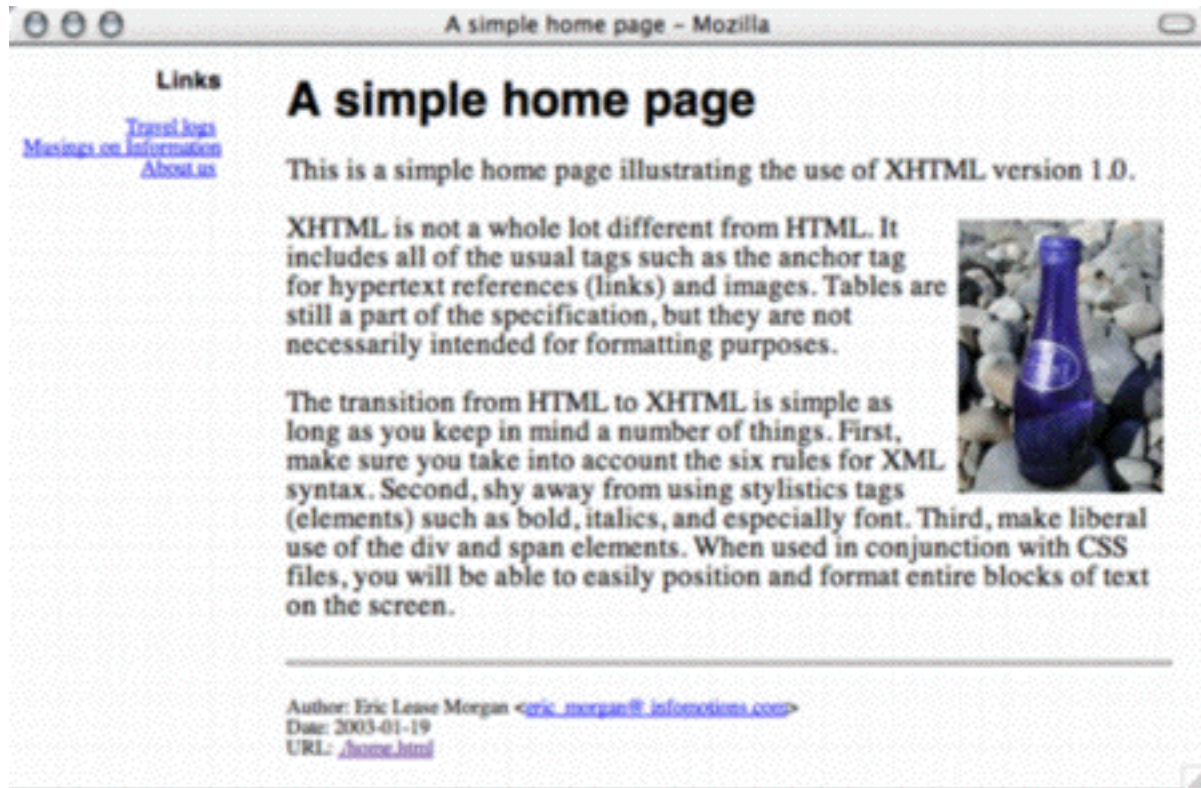 A simple home page – Mozilla
Links
Travel logs
Musings on Information
About us
A simple home page
This is a simple home page illustrating the use of XHTML version 1.0.
XHTML is not a whole lot different from HTML. It
includes all of the usual tags such as the anchor tag
for hypertext references (links) and images. Tables are
still a part of the specification, but they are not
necessarily intended for formatting purposes.
The transition from HTML to XHTML is simple as
long as you keep in mind a number of things. First,
make sure you take into account the six rules for XML
syntax. Second, shy away from using stylistics tags
(elements) such as bold, italics, and especially font. Third, make liberal
use of the div and span elements. When used in conjunction with CSS
files, you will be able to easily position and format entire blocks of text
on the screen.
Author: Eric Lease Morgan <eric_morgan@infomotions.com>
Date: 2003-01-19
URL: ./home.html